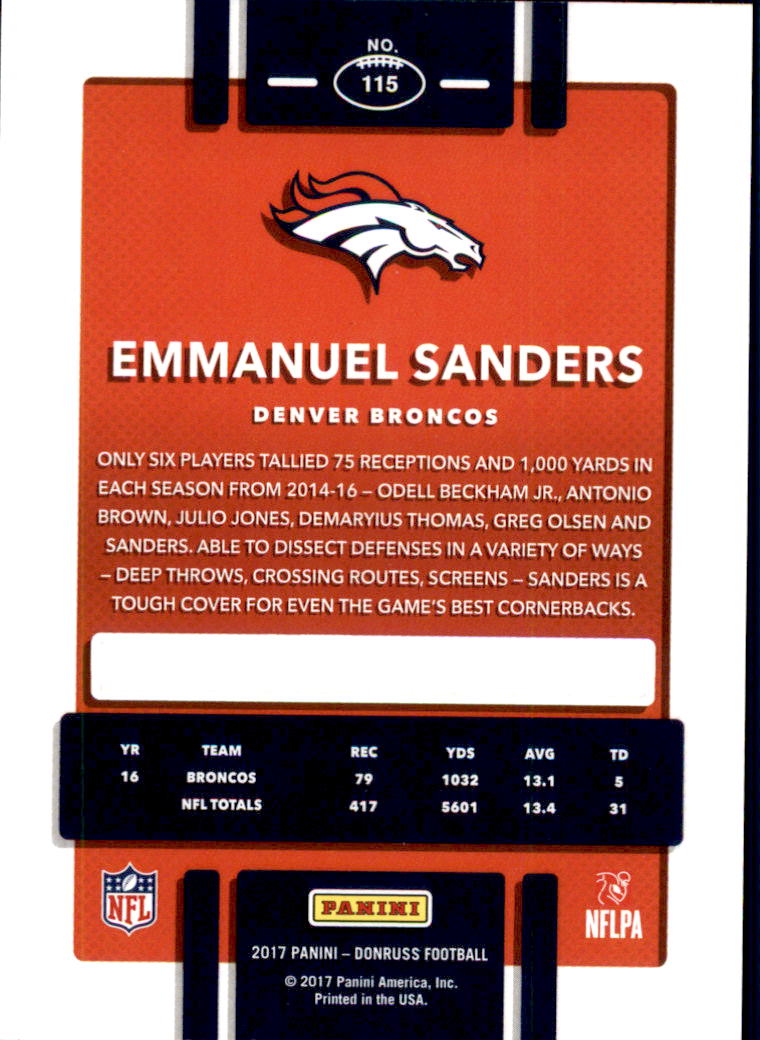 NO.
115
EMMANUEL SANDERS
DENVER BRONCOS
ONLY SIX PLAYERS TALLIED 75 RECEPTIONS AND 1,000 YARDS IN
EACH SEASON FROM 2014-16 – ODELL BECKHAM JR., ANTONIO
BROWN, JULIO JONES, DEMARYIUS THOMAS, GREG OLSEN AND
SANDERS. ABLE TO DISSECT DEFENSES IN A VARIETY OF WAYS
– DEEP THROWS, CROSSING ROUTES, SCREENS – SANDERS IS A
TOUGH COVER FOR EVEN THE GAME'S BEST CORNERBACKS.
YR TEAM REC YDS AVG TD
16 BRONCOS 79 1032 13.1 5
NFL TOTALS 417 5601 13.4 31
NFL
PANINI
NFLPA
2017 PANINI – DONRUSS FOOTBALL
© 2017 Panini America, Inc.
Printed in the USA.